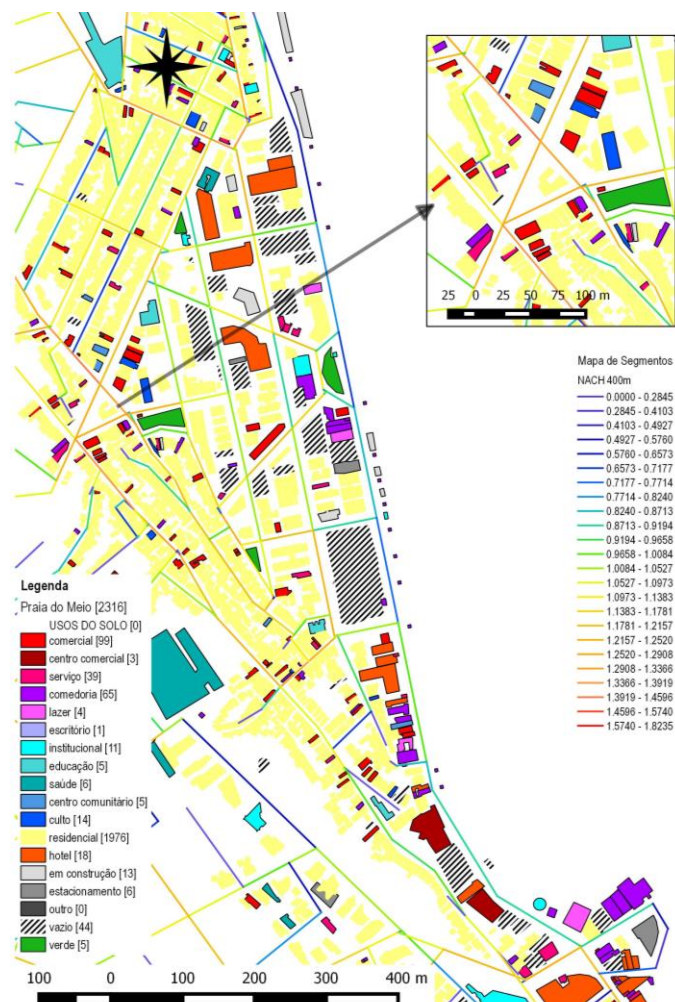 25 0 25 50 75 100 m
Mapa de Segmentos
NACH 400m
0.0000 - 0.2845
0.2845 - 0.4103
0.4103 - 0.4927
0.4927 - 0.5760
0.5760 - 0.6573
0.6573 - 0.7177
0.7177 - 0.7714
0.7714 - 0.8240
0.8240 - 0.8713
0.8713 - 0.9194
0.9194 - 0.9658
0.9658 - 1.0084
1.0084 - 1.0527
1.0527 - 1.0973
1.0973 - 1.1383
1.1383 - 1.1781
1.1781 - 1.2157
1.2157 - 1.2520
1.2520 - 1.2908
1.2908 - 1.3366
1.3366 - 1.3919
1.3919 - 1.4596
1.4596 - 1.5740
1.5740 - 1.8235
Legenda
Praia do Meio [2316]
USOS DO SOLO [0]
comercial [99]
centro comercial [3]
serviço [39]
comedoria [65]
lazer [4]
escritório [1]
institucional [11]
educação [5]
saúde [6]
centro comunitário [5]
culto [14]
residencial [1976]
hotel [18]
em construção [13]
estacionamento [6]
outro [0]
vazio [44]
verde [5]
100 0 100 200 300 400 m